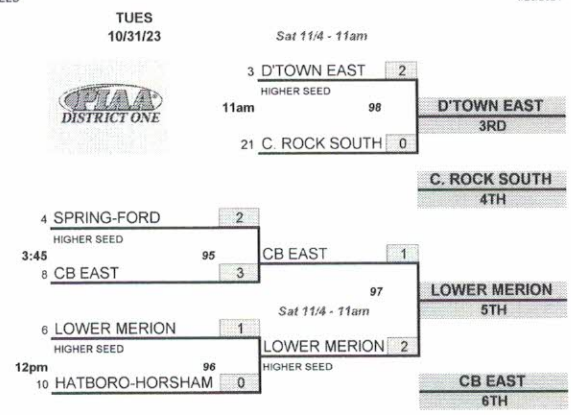 TUES
10/31/23
Sat 11/4 - 11am
3 D'TOWN EAST 2
HIGHER SEED
11am 98
D'TOWN EAST
3RD
21 C. ROCK SOUTH 0
PIAA
DISTRICT ONE
C. ROCK SOUTH
4TH
4 SPRING-FORD 2
HIGHER SEED
3:45 95
CB EAST 1
8 CB EAST 3
97
LOWER MERION
5TH
Sat 11/4 - 11am
6 LOWER MERION 1
HIGHER SEED
LOWER MERION 2
12pm 96
HIGHER SEED
10 HATBORO-HORSHAM 0
CB EAST
6TH